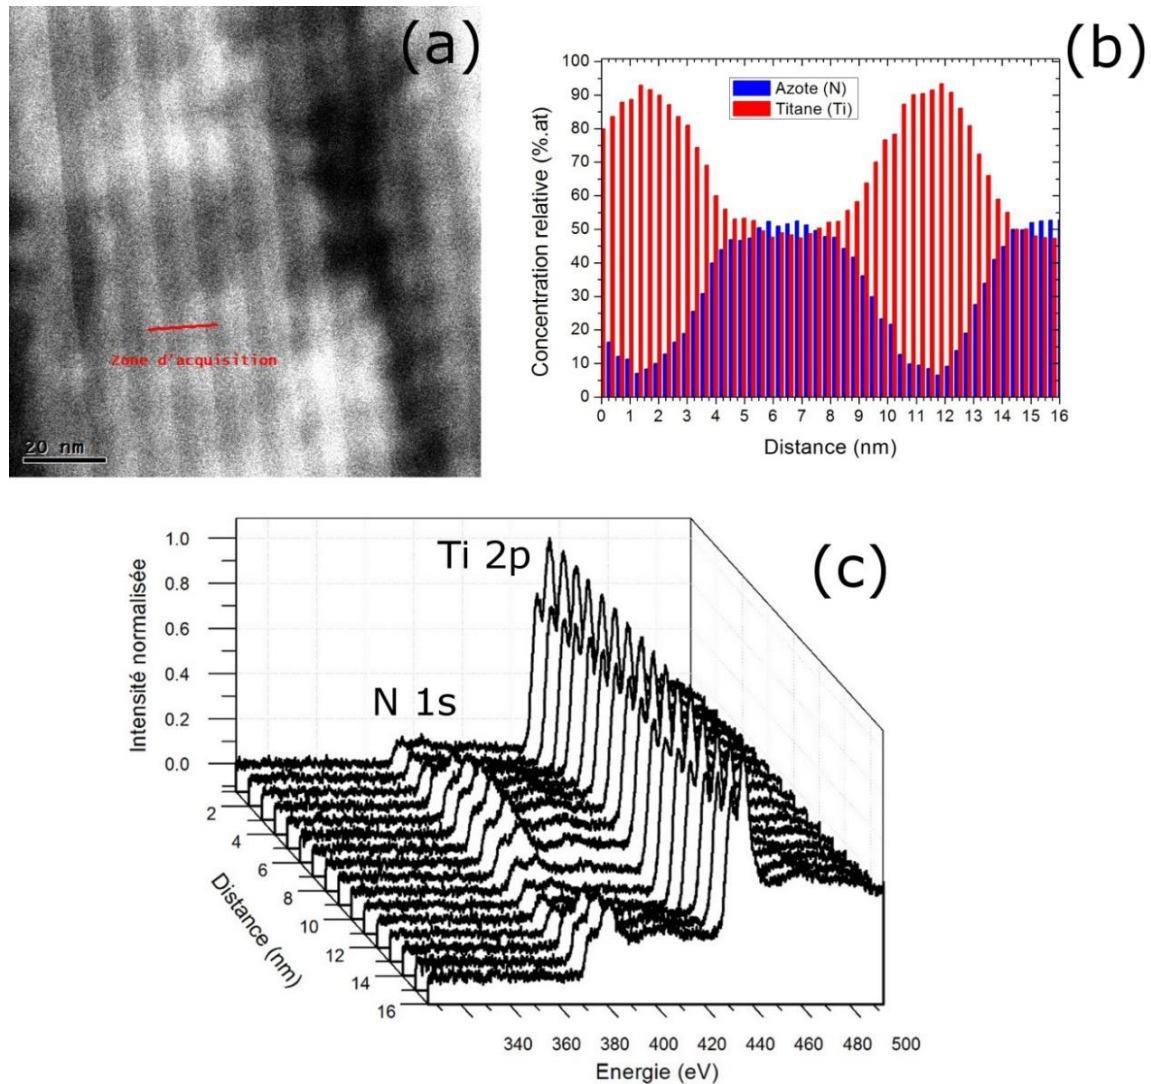 (a)
Zone d'acquisition
20 nm
(b)
Concentration relative (%.at)
100
90
80
70
60
50
40
30
20
10
0
Azote (N)
Titane (Ti)
0 1 2 3 4 5 6 7 8 9 10 11 12 13 14 15 16
Distance (nm)
(c)
Ti 2p
N 1s
Intensité normalisée
1.0
0.8
0.6
0.4
0.2
0.0
2
4
6
8
10
12
14
16
Distance (nm)
340 360 380 400 420 440 460 480 500
Energie (eV)